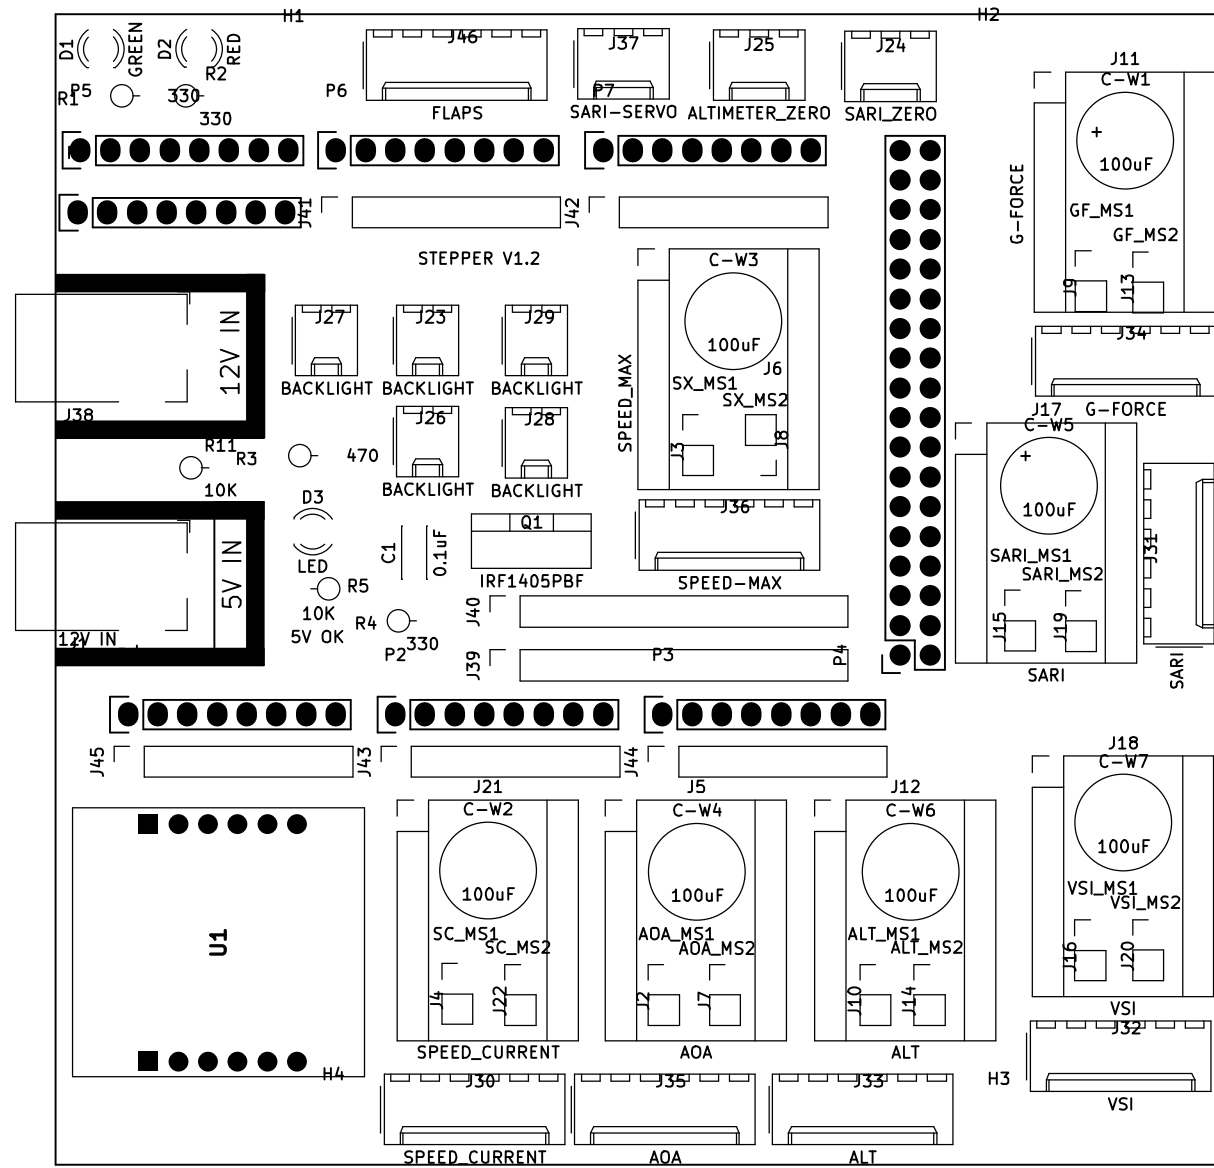 H1
H2
D1
GREEN
D2
RED
R2
P5
R1
330
330
P6
J46
FLAPS
J37
P7
SARI-SERVO
J25
ALTIMETER_ZERO
J24
SARI_ZERO
J11
C-W1
+
100uF
G-FORCE
GF_MS1
GF_MS2
J9
J13
J34
G-FORCE
J41
J42
STEPPER V1.2
12V IN
J38
J27
BACKLIGHT
J23
BACKLIGHT
J29
BACKLIGHT
J26
BACKLIGHT
J28
BACKLIGHT
C-W3
100uF
SPEED_MAX
J6
SX_MS1
SX_MS2
J3
J8
J36
SPEED-MAX
R11
R3
470
10K
J17
C-W5
+
100uF
SARI_MS1
SARI_MS2
J15
J19
SARI
J31
SARI
5V IN
12V IN
D3
LED
R5
10K
5V OK
C1
0.1uF
Q1
IRF1405PBF
R4
330
P2
J40
J39
P3
P4
J45
J43
J44
U1
H4
J21
C-W2
100uF
SC_MS1
SC_MS2
J4
J22
SPEED_CURRENT
J5
C-W4
100uF
AOA_MS1
AOA_MS2
J2
J7
AOA
J12
C-W6
100uF
ALT_MS1
ALT_MS2
J10
J14
ALT
J18
C-W7
100uF
VSI_MS1
VSI_MS2
J16
J20
VSI
J32
VSI
H3
J30
SPEED_CURRENT
J35
AOA
J33
ALT